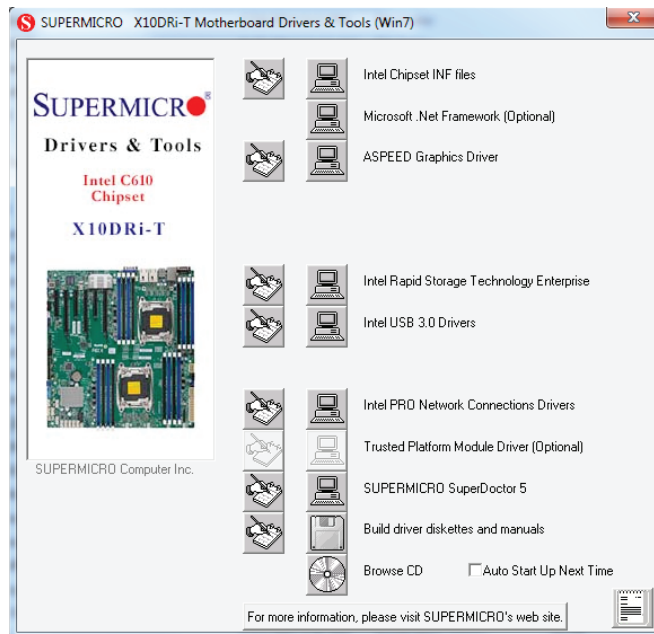 SUPERMICRO X10DRi-T Motherboard Drivers & Tools (Win7)
SUPERMICRO®
Drivers & Tools
Intel C610
Chipset
X10DRi-T
SUPERMICRO Computer Inc.
Intel Chipset INF files
Microsoft .Net Framework (Optional)
ASPEED Graphics Driver
Intel Rapid Storage Technology Enterprise
Intel USB 3.0 Drivers
Intel PRO Network Connections Drivers
Trusted Platform Module Driver (Optional)
SUPERMICRO SuperDoctor 5
Build driver diskettes and manuals
Browse CD
Auto Start Up Next Time
For more information, please visit SUPERMICRO's web site.